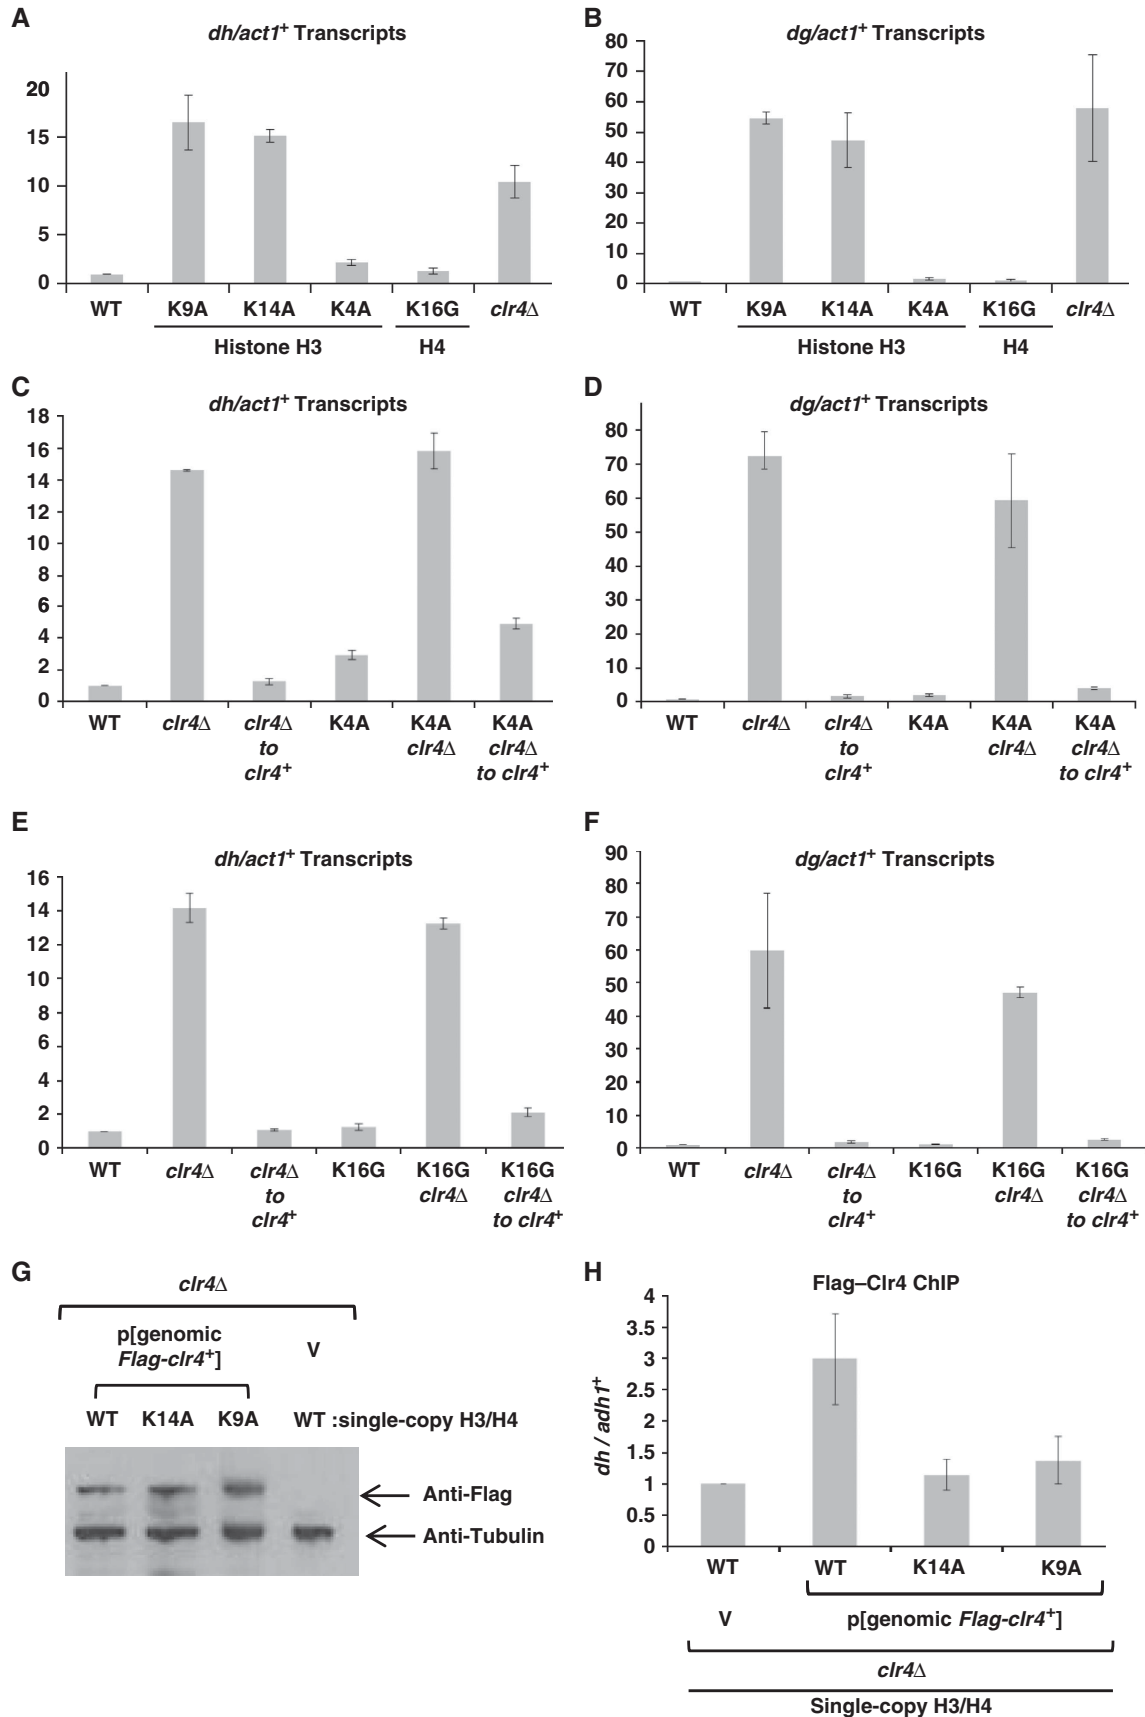 A
dh/act1+ Transcripts
20
15
10
5
0
WT K9A K14A K4A K16G clr4Δ
Histone H3 H4
B
dg/act1+ Transcripts
80
70
60
50
40
30
20
10
0
WT K9A K14A K4A K16G clr4Δ
Histone H3 H4
C
dh/act1+ Transcripts
18
16
14
12
10
8
6
4
2
0
WT clr4Δ clr4Δ K4A K4A K4A
to clr4Δ clr4Δ
clr4+ to clr4+
D
dg/act1+ Transcripts
80
70
60
50
40
30
20
10
0
WT clr4Δ clr4Δ K4A K4A K4A
to clr4Δ clr4Δ
clr4+ to clr4+
E
dh/act1+ Transcripts
16
14
12
10
8
6
4
2
0
WT clr4Δ clr4Δ K16G K16G K16G
to clr4Δ clr4Δ
clr4+ to clr4+
F
dg/act1+ Transcripts
90
80
70
60
50
40
30
20
10
0
WT clr4Δ clr4Δ K16G K16G K16G
to clr4Δ clr4Δ
clr4+ to clr4+
G
clr4Δ
p[genomic
Flag-clr4+]
V
WT K14A K9A WT :single-copy H3/H4
Anti-Flag
Anti-Tubulin
H
Flag–Clr4 ChIP
dh / adh1+
4
3.5
3
2.5
2
1.5
1
0.5
0
WT WT K14A K9A
V p[genomic Flag-clr4+]
clr4Δ
Single-copy H3/H4